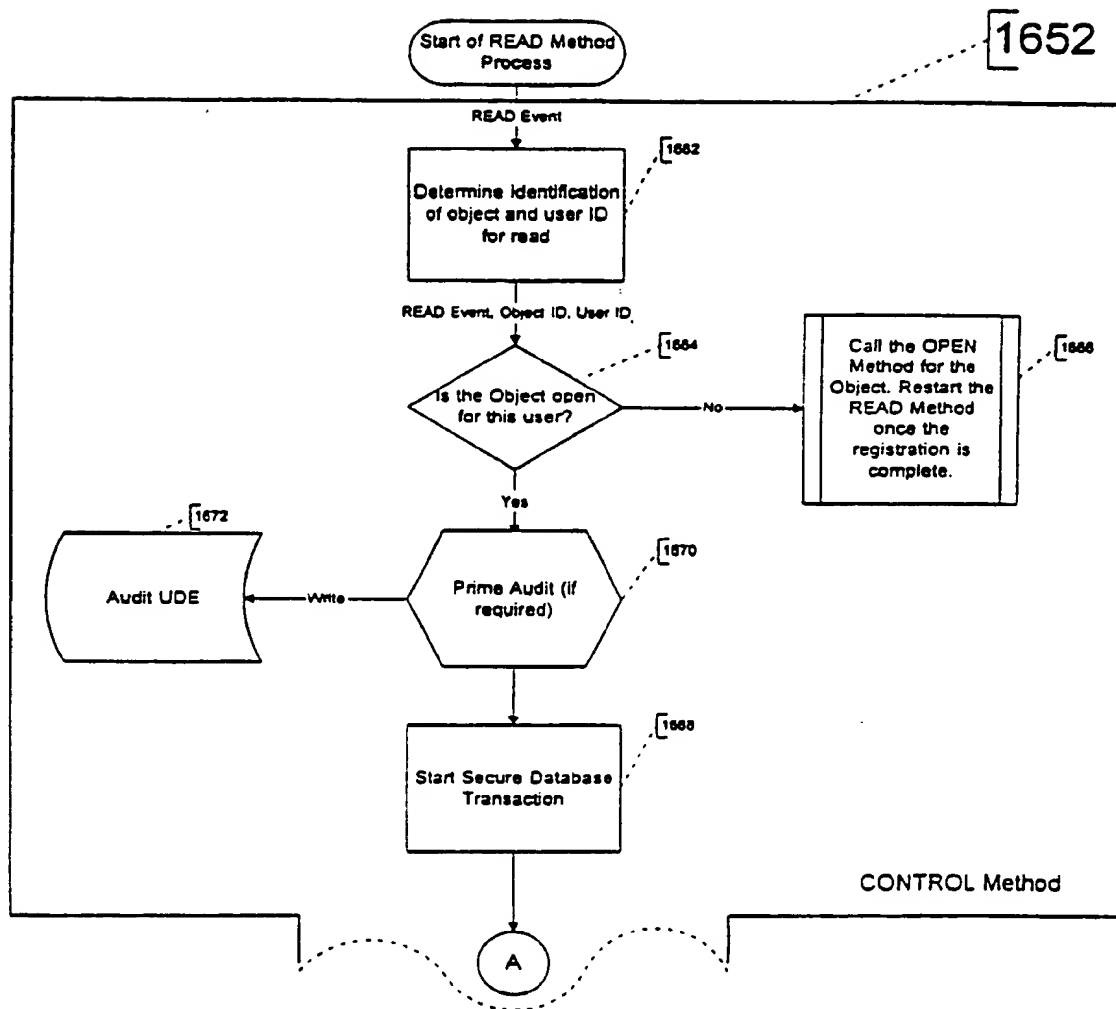 Start of READ Method
Process
1652
READ Event
1662
Determine Identification
of object and user ID
for read
READ Event, Object ID, User ID
1664
Is the Object open
for this user?
No
Call the OPEN
Method for the
Object. Restart the
READ Method
once the
registration is
complete.
1666
Yes
1672
Audit UDE
Write
Prime Audit (if
required)
1670
1668
Start Secure Database
Transaction
CONTROL Method
A